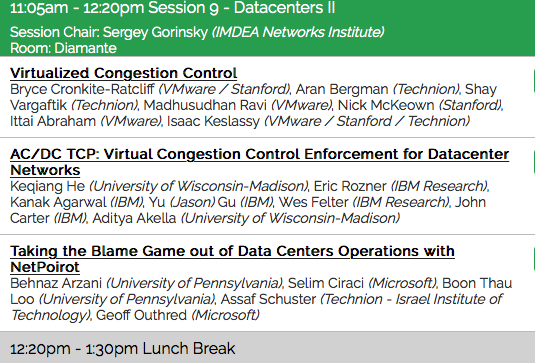 11:05am - 12:20pm Session 9 - Datacenters II
Session Chair: Sergey Gorinsky (IMDEA Networks Institute)
Room: Diamante
Virtualized Congestion Control
Bryce Cronkite-Ratcliff (VMware / Stanford), Aran Bergman (Technion), Shay
Vargaftik (Technion), Madhusudhan Ravi (VMware), Nick McKeown (Stanford),
Ittai Abraham (VMware), Isaac Keslassy (VMware / Stanford / Technion)
AC/DC TCP: Virtual Congestion Control Enforcement for Datacenter
Networks
Keqiang He (University of Wisconsin-Madison), Eric Rozner (IBM Research),
Kanak Agarwal (IBM), Yu (Jason) Gu (IBM), Wes Felter (IBM Research), John
Carter (IBM), Aditya Akella (University of Wisconsin-Madison)
Taking the Blame Game out of Data Centers Operations with
NetPoirot
Behnaz Arzani (University of Pennsylvania), Selim Ciraci (Microsoft), Boon Thau
Loo (University of Pennsylvania), Assaf Schuster (Technion - Israel Institute of
Technology), Geoff Outhred (Microsoft)
12:20pm - 1:30pm Lunch Break